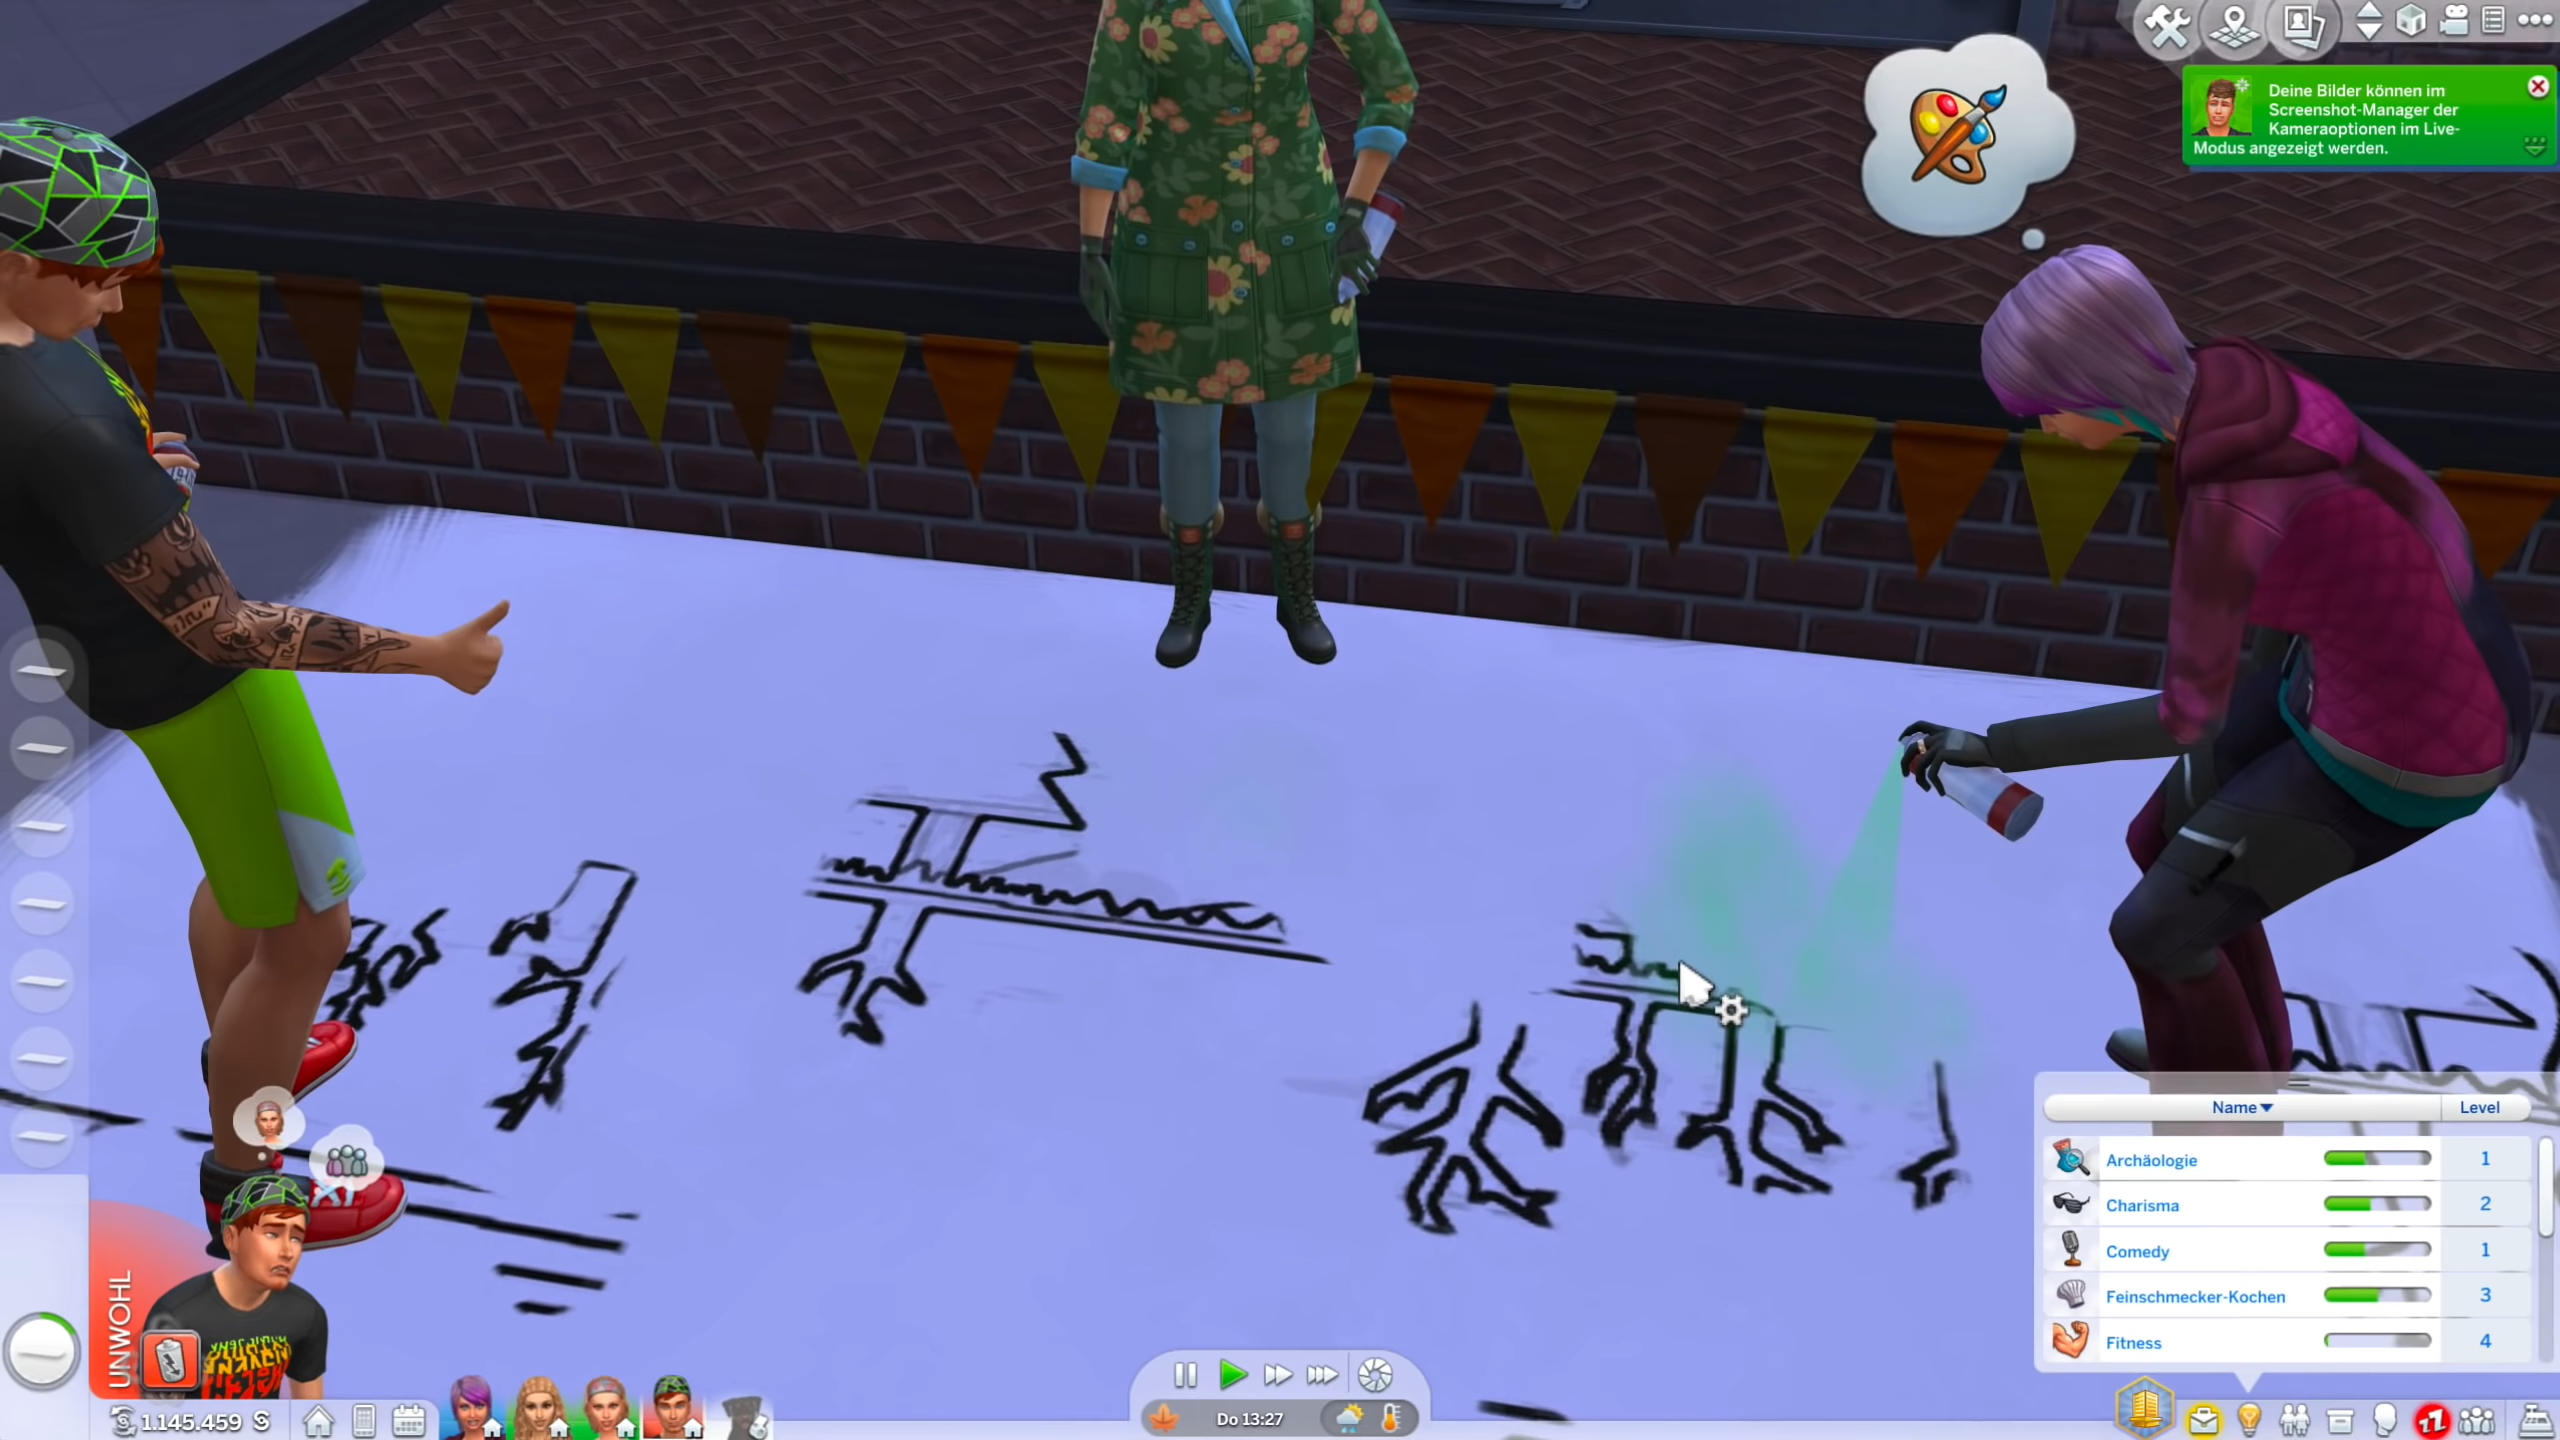 Deine Bilder können im
Screenshot-Manager der
Kameraoptionen im Live-
Modus angezeigt werden.
Name Level
Archäologie 1
Charisma 2
Comedy 1
Feinschmecker-Kochen 3
Fitness 4
UNWOHL
1.145.459
Do 13:27